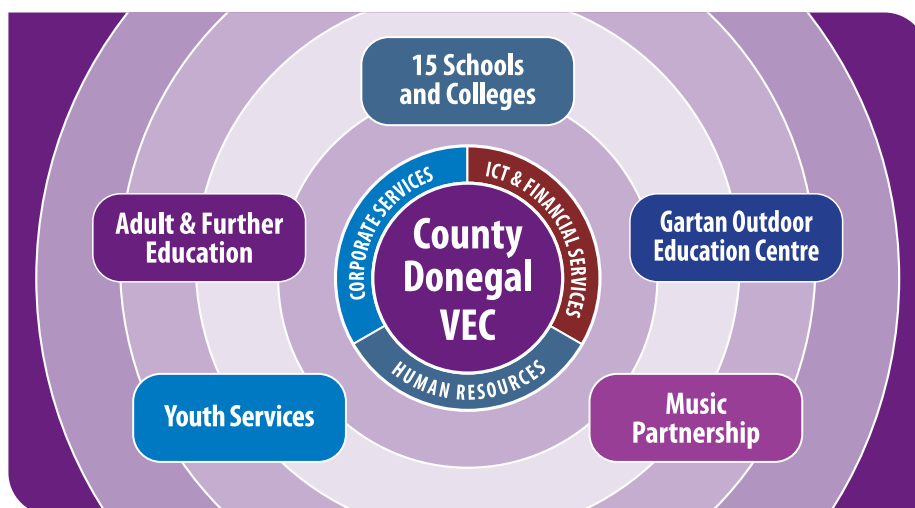 15 Schools
and Colleges
Adult & Further
Education
CORPORATE SERVICES
ICT & FINANCIAL SERVICES
County
Donegal
VEC
HUMAN RESOURCES
Gartan Outdoor
Education Centre
Youth Services
Music
Partnership